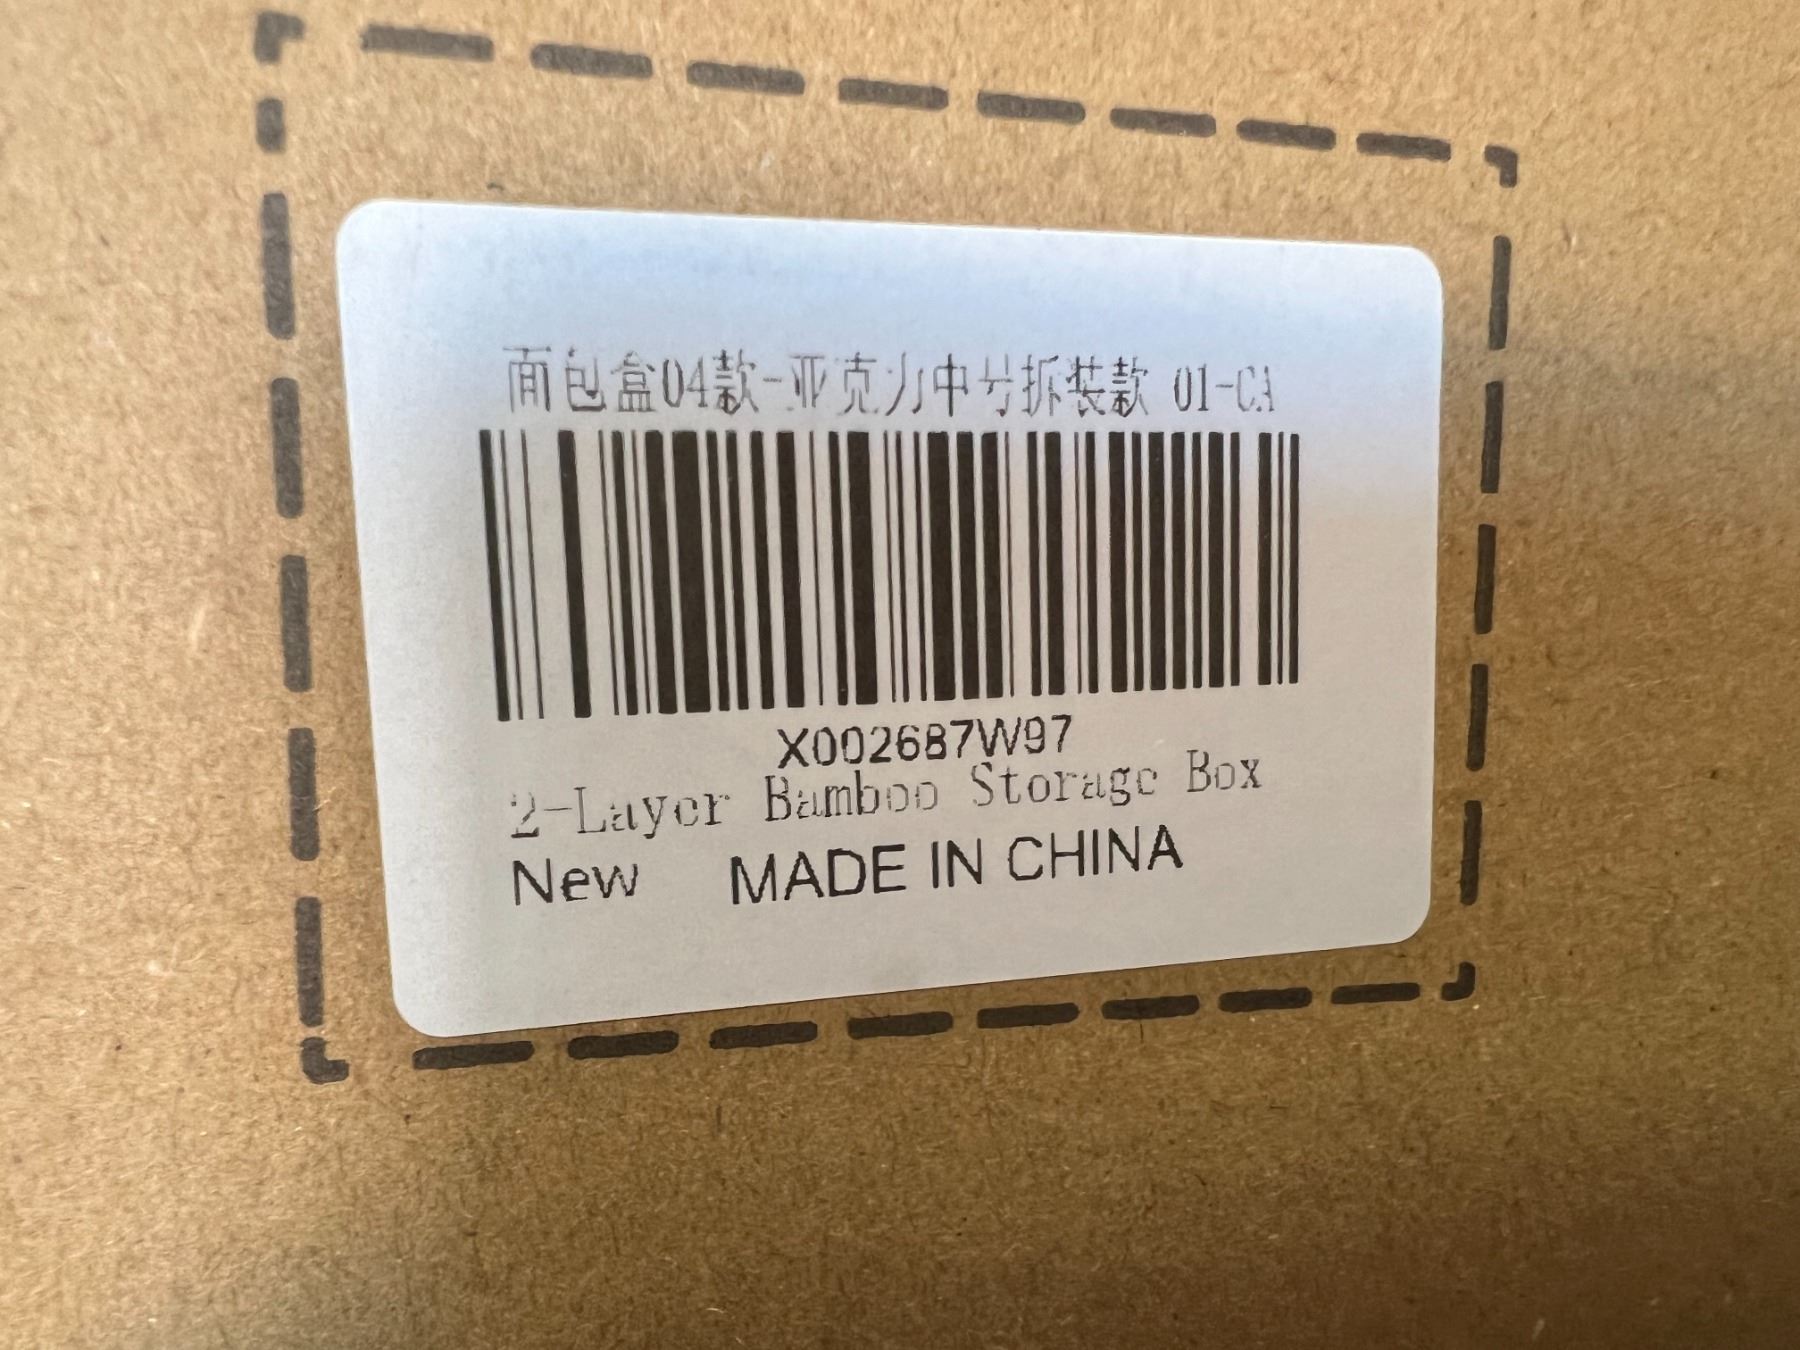 面包盒04款-亚克力中号拆装款 01-CA
X002687W97
2-Layer Bamboo Storage Box
New MADE IN CHINA